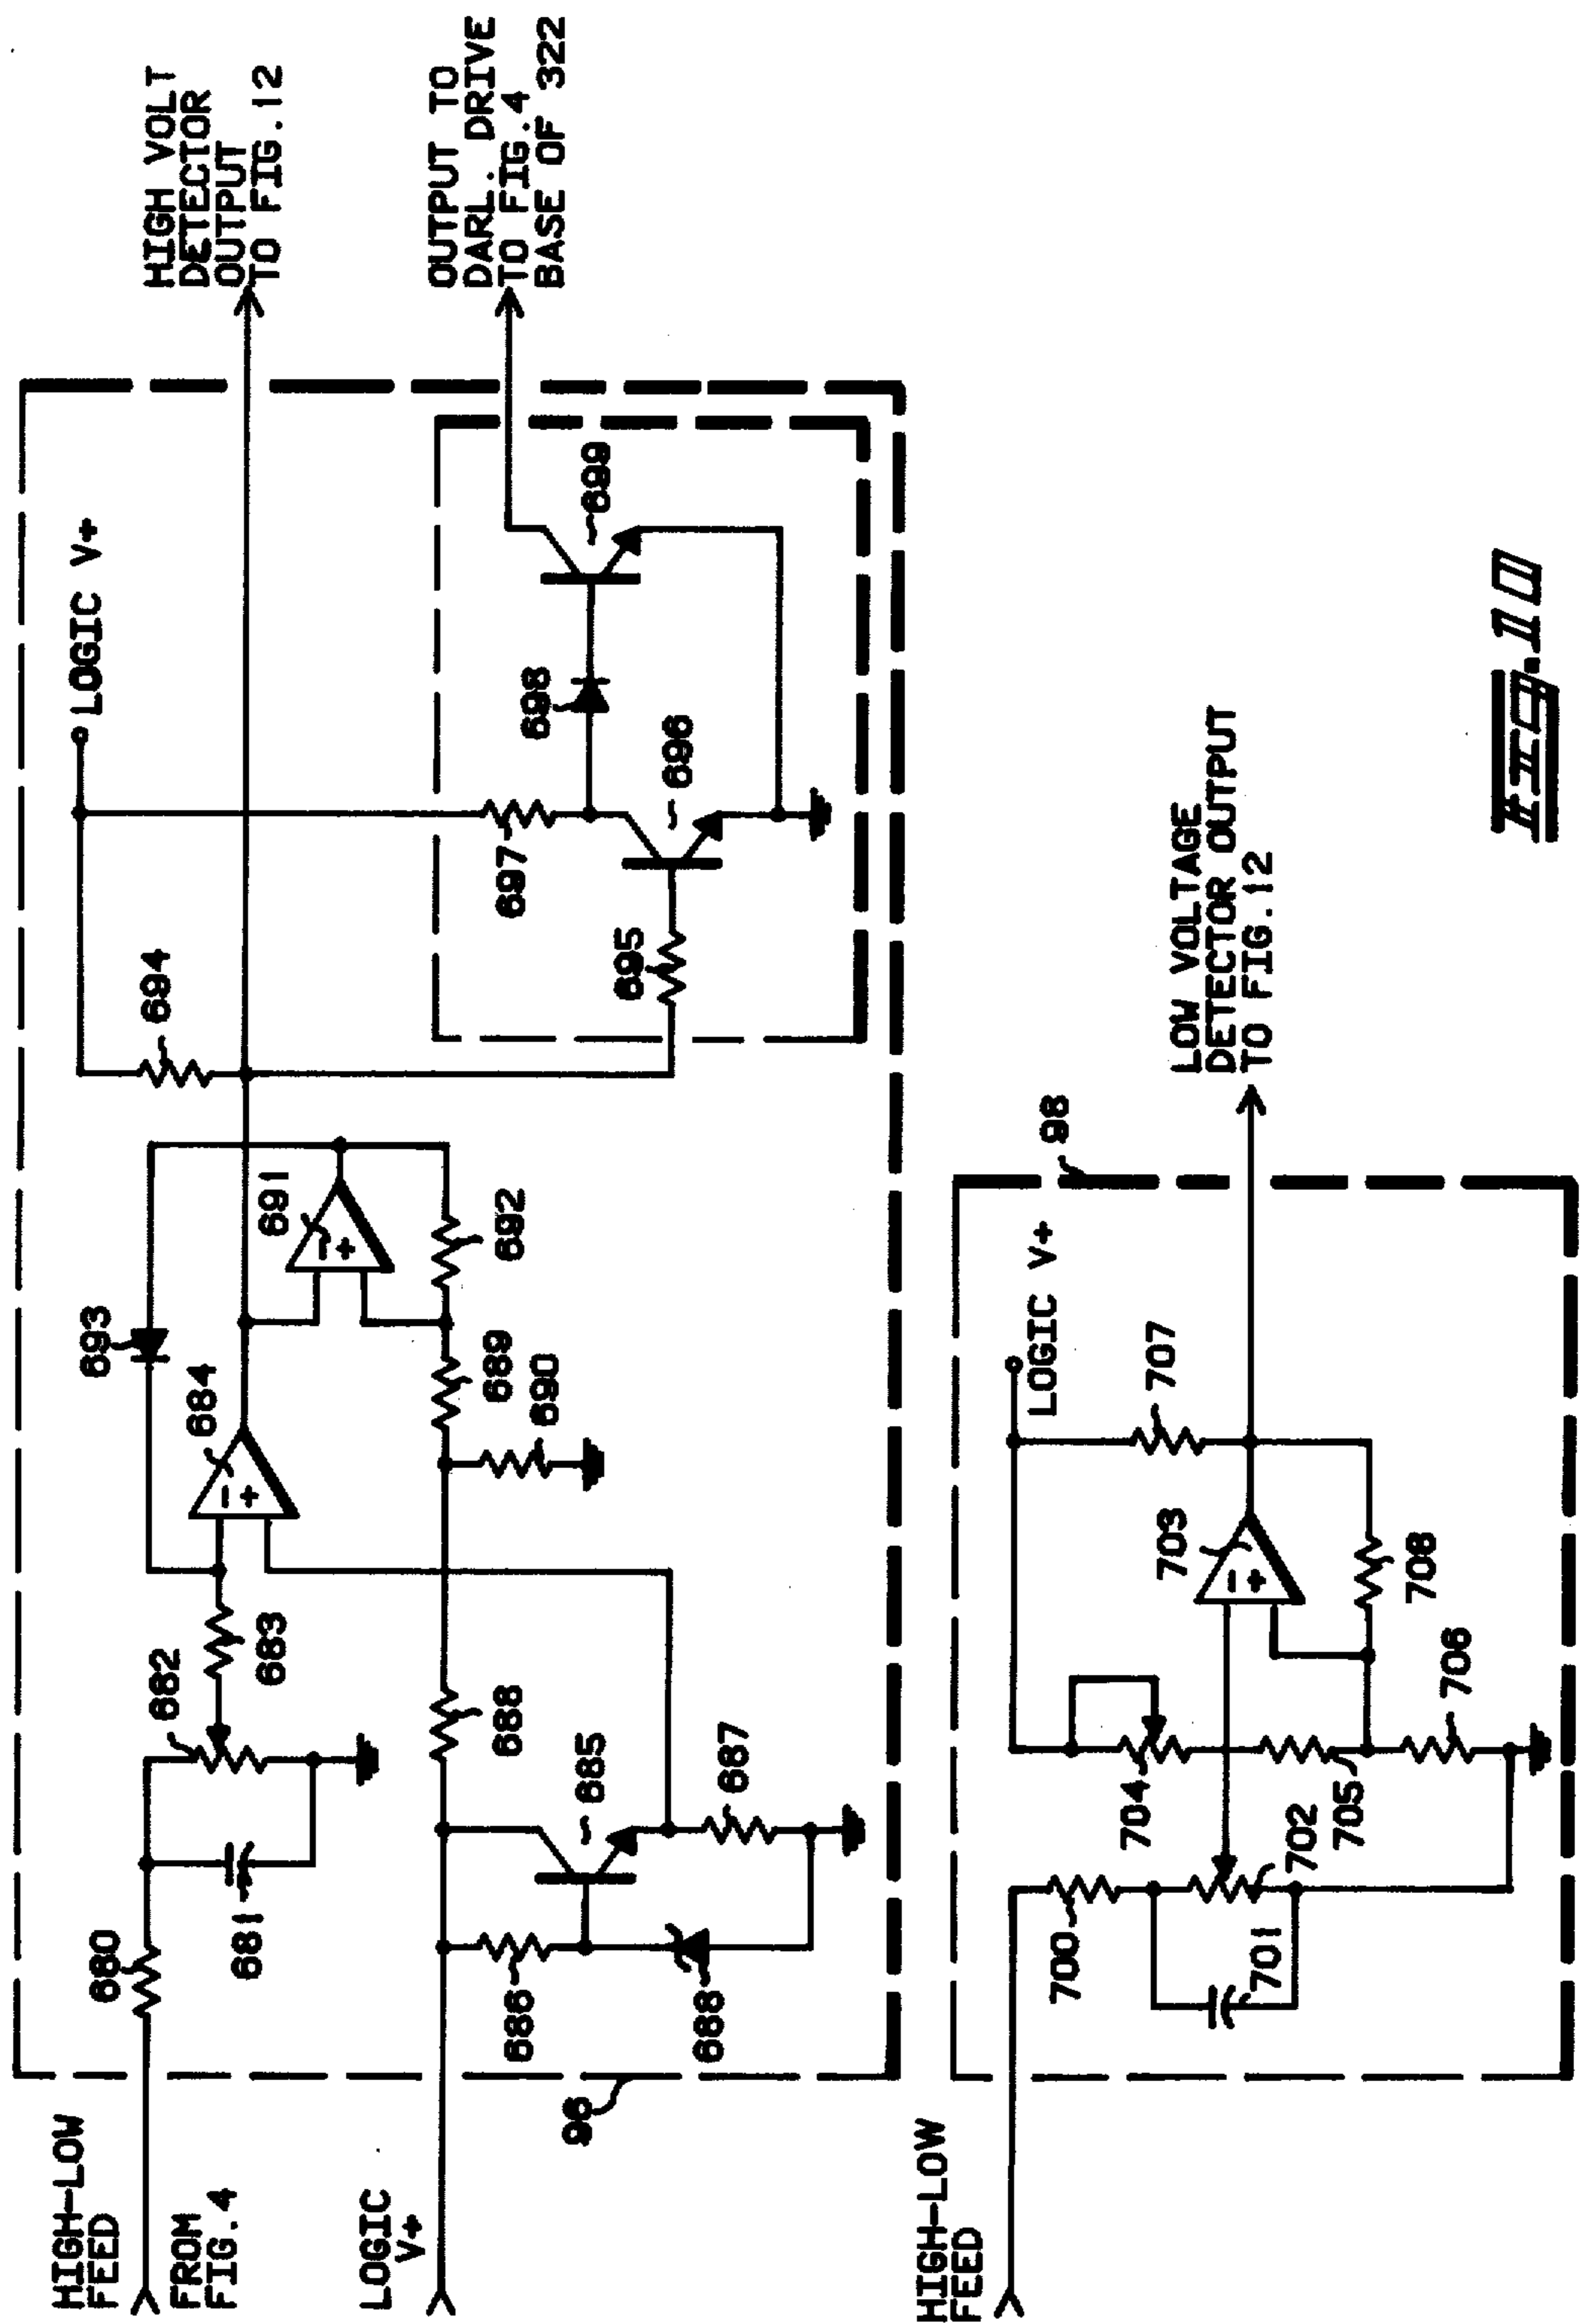 HIGH-LOW
FEED
FROM
FIG.4
LOGIC
V+
96
680
681
682
683
684
693
691
692
689
690
688
685
686
687
688
694
LOGIC V+
695
696
697
698
699
HIGH VOLT
DETECTOR
OUTPUT
TO FIG.12
OUTPUT TO
DARL. DRIVE
TO FIG.4
BASE OF 322
HIGH-LOW
FEED
98
700
701
702
703
704
705
706
707
708
LOGIC V+
LOW VOLTAGE
DETECTOR OUTPUT
TO FIG.12
FIG.10